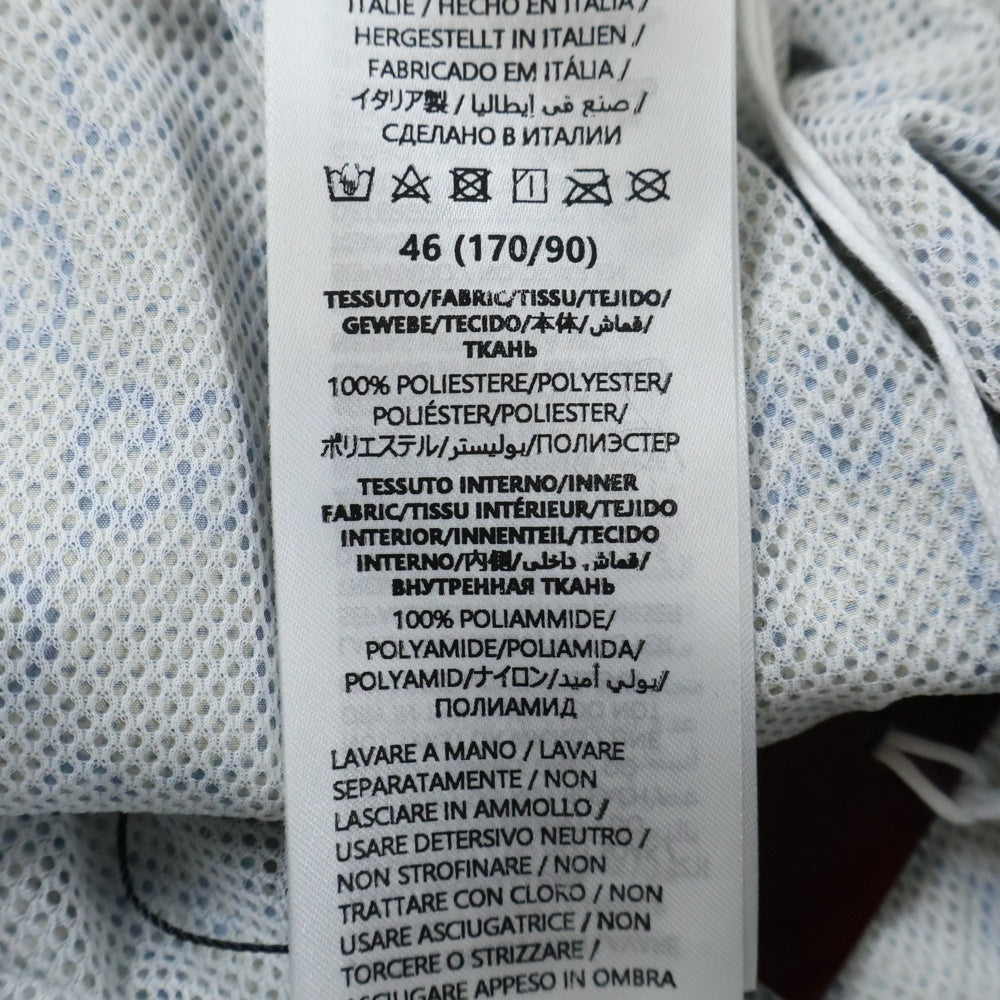 ITALIE / HECHO EN ITALIA /
HERGESTELLT IN ITALIEN /
FABRICADO EM ITÁLIA /
イタリア製 / صنع في إيطاليا /
СДЕЛАНО В ИТАЛИИ
46 (170/90)
TESSUTO/FABRIC/TISSU/TEJIDO/
GEWEBE/TECIDO/本体/قماش/
ТКАНЬ
100% POLIESTERE/POLYESTER/
POLIÉSTER/POLIESTER/
ポリエステル/بوليستر/ПОЛИЭСТЕР
TESSUTO INTERNO/INNER
FABRIC/TISSU INTÉRIEUR/TEJIDO
INTERIOR/INNENTEIL/TECIDO
INTERNO/内側/قماش داخلي/
ВНУТРЕННАЯ ТКАНЬ
100% POLIAMMIDE/
POLYAMIDE/POLIAMIDA/
POLYAMID/ナイロン/بولي أميد/
ПОЛИАМИД
LAVARE A MANO / LAVARE
SEPARATAMENTE / NON
LASCIARE IN AMMOLLO /
USARE DETERSIVO NEUTRO /
NON STROFINARE / NON
TRATTARE CON CLORO / NON
USARE ASCIUGATRICE / NON
TORCERE O STRIZZARE /
ASCIUGARE APPESO IN OMBRA